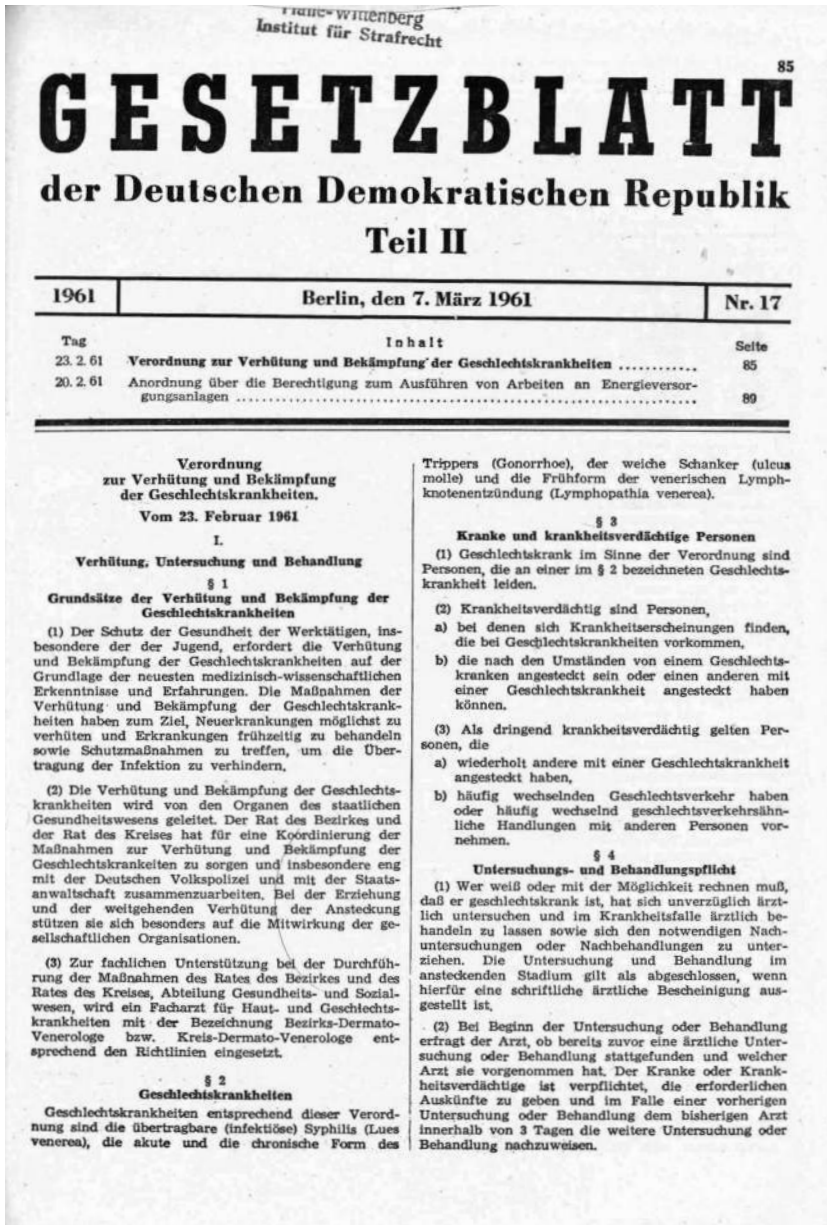 Halle-Wittenberg
Institut für Strafrecht
85
GESETZBLATT
der Deutschen Demokratischen Republik
Teil II
1961
Berlin, den 7. März 1961
Nr. 17
Tag
Inhalt
Seite
23. 2. 61 Verordnung zur Verhütung und Bekämpfung der Geschlechtskrankheiten ............ 85
20. 2. 61 Anordnung über die Berechtigung zum Ausführen von Arbeiten an Energieversor-
gungsanlagen ........................................................................ 89
Verordnung
zur Verhütung und Bekämpfung
der Geschlechtskrankheiten.
Vom 23. Februar 1961
I.
Verhütung, Untersuchung und Behandlung
§ 1
Grundsätze der Verhütung und Bekämpfung der
Geschlechtskrankheiten
(1) Der Schutz der Gesundheit der Werktätigen, ins-
besondere der der Jugend, erfordert die Verhütung
und Bekämpfung der Geschlechtskrankheiten auf der
Grundlage der neuesten medizinisch-wissenschaftlichen
Erkenntnisse und Erfahrungen. Die Maßnahmen der
Verhütung und Bekämpfung der Geschlechtskrank-
heiten haben zum Ziel, Neuerkrankungen möglichst zu
verhüten und Erkrankungen frühzeitig zu behandeln
sowie Schutzmaßnahmen zu treffen, um die Über-
tragung der Infektion zu verhindern.
(2) Die Verhütung und Bekämpfung der Geschlechts-
krankheiten wird von den Organen des staatlichen
Gesundheitswesens geleitet. Der Rat des Bezirkes und
der Rat des Kreises hat für eine Koordinierung der
Maßnahmen zur Verhütung und Bekämpfung der
Geschlechtskrankeiten zu sorgen und insbesondere eng
mit der Deutschen Volkspolizei und mit der Staats-
anwaltschaft zusammenzuarbeiten. Bei der Erziehung
und der weitgehenden Verhütung der Ansteckung
stützen sie sich besonders auf die Mitwirkung der ge-
sellschaftlichen Organisationen.
(3) Zur fachlichen Unterstützung bei der Durchfüh-
rung der Maßnahmen des Rates des Bezirkes und des
Rates des Kreises, Abteilung Gesundheits- und Sozial-
wesen, wird ein Facharzt für Haut- und Geschlechts-
krankheiten mit der Bezeichnung Bezirks-Dermato-
Venerologe bzw. Kreis-Dermato-Venerologe ent-
sprechend den Richtlinien eingesetzt.
§ 2
Geschlechtskrankheiten
Geschlechtskrankheiten entsprechend dieser Verord-
nung sind die übertragbare (infektiöse) Syphilis (Lues
venerea), die akute und die chronische Form des
Trippers (Gonorrhoe), der weiche Schanker (ulcus
molle) und die Frühform der venerischen Lymph-
knotenentzündung (Lymphopathia venerea).
§ 3
Kranke und krankheitsverdächtige Personen
(1) Geschlechtskrank im Sinne der Verordnung sind
Personen, die an einer im § 2 bezeichneten Geschlechts-
krankheit leiden.
(2) Krankheitsverdächtig sind Personen,
a) bei denen sich Krankheitserscheinungen finden,
die bei Geschlechtskrankheiten vorkommen,
b) die nach den Umständen von einem Geschlechts-
kranken angesteckt sein oder einen anderen mit
einer Geschlechtskrankheit angesteckt haben
können.
(3) Als dringend krankheitsverdächtig gelten Per-
sonen, die
a) wiederholt andere mit einer Geschlechtskrankheit
angesteckt haben,
b) häufig wechselnden Geschlechtsverkehr haben
oder häufig wechselnd geschlechtsverkehrsähn-
liche Handlungen mit anderen Personen vor-
nehmen.
§ 4
Untersuchungs- und Behandlungspflicht
(1) Wer weiß oder mit der Möglichkeit rechnen muß,
daß er geschlechtskrank ist, hat sich unverzüglich ärzt-
lich untersuchen und im Krankheitsfalle ärztlich be-
handeln zu lassen sowie sich den notwendigen Nach-
untersuchungen oder Nachbehandlungen zu unter-
ziehen. Die Untersuchung und Behandlung im
ansteckenden Stadium gilt als abgeschlossen, wenn
hierfür eine schriftliche ärztliche Bescheinigung aus-
gestellt ist.
(2) Bei Beginn der Untersuchung oder Behandlung
erfragt der Arzt, ob bereits zuvor eine ärztliche Unter-
suchung oder Behandlung stattgefunden und welcher
Arzt sie vorgenommen hat. Der Kranke oder Krank-
heitsverdächtige ist verpflichtet, die erforderlichen
Auskünfte zu geben und im Falle einer vorherigen
Untersuchung oder Behandlung dem bisherigen Arzt
innerhalb von 3 Tagen die weitere Untersuchung oder
Behandlung nachzuweisen.